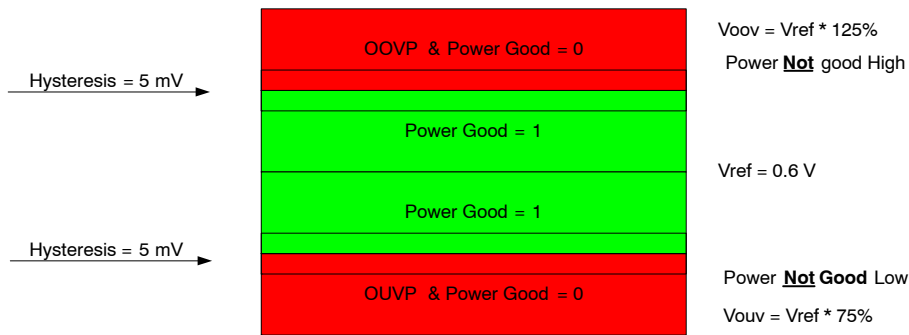 Voov = Vref * 125%
OOVP & Power Good = 0
Power Not good High
Hysteresis = 5 mV
Power Good = 1
Vref = 0.6 V
Power Good = 1
Hysteresis = 5 mV
Power Not Good Low
OUVP & Power Good = 0
Vouv = Vref * 75%